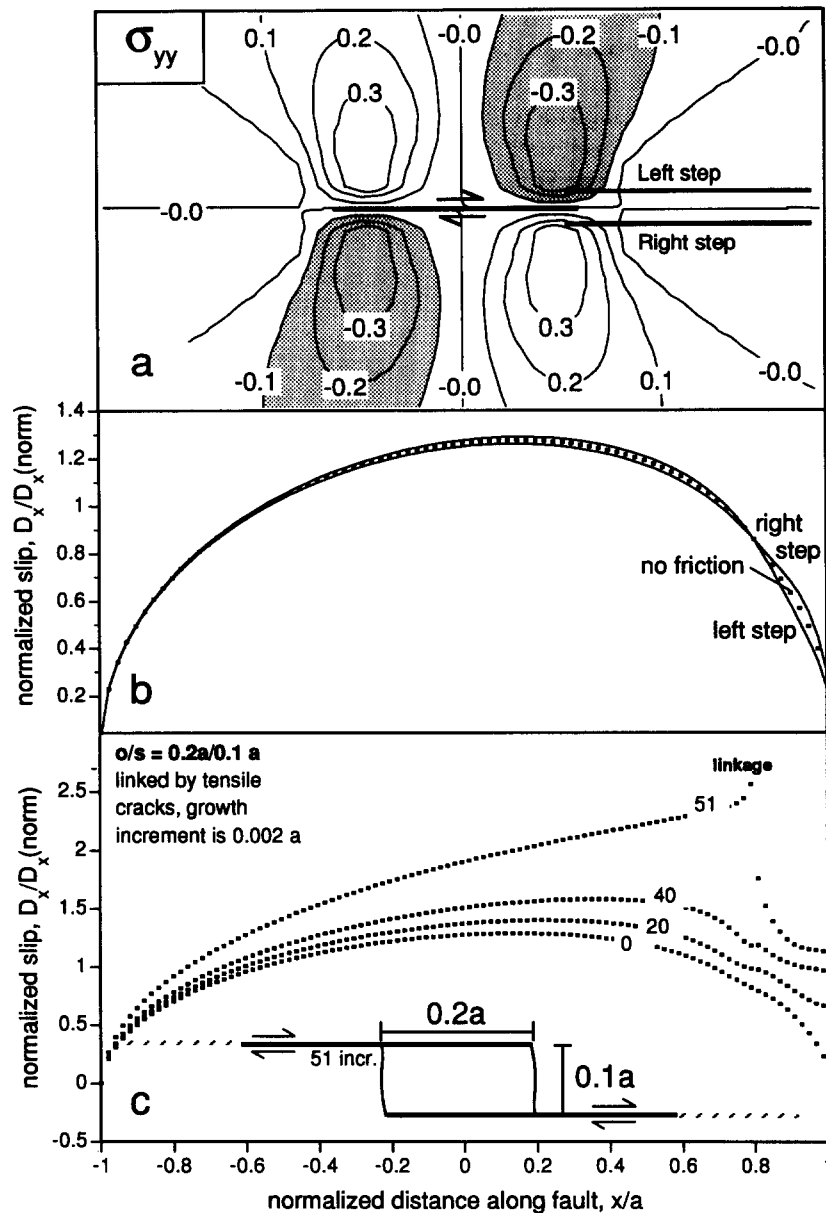 σyy
0.1
0.2
-0.0
-0.2
-0.1
-0.0
0.3
-0.3
Left step
-0.0
Right step
-0.3
0.3
a
-0.1
-0.2
-0.0
0.2
0.1
-0.0
1.4
1.2
1
0.8
0.6
0.4
0.2
normalized slip, Dx/Dx(norm)
right
step
no friction
left step
b
o/s = 0.2a/0.1 a
linked by tensile
cracks, growth
increment is 0.002 a
linkage
51
40
20
0
2.5
2
1.5
1
0.5
0
-0.5
normalized slip, Dx/Dx(norm)
0.2a
51 incr.
0.1a
c
-1
-0.8
-0.6
-0.4
-0.2
0
0.2
0.4
0.6
0.8
1
normalized distance along fault, x/a